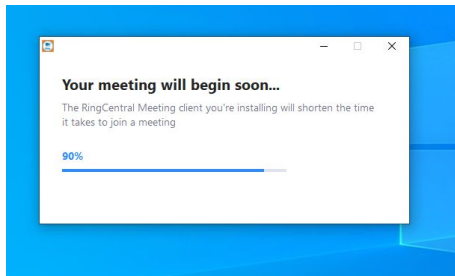 Your meeting will begin soon...
The RingCentral Meeting client you're installing will shorten the time
it takes to join a meeting
90%